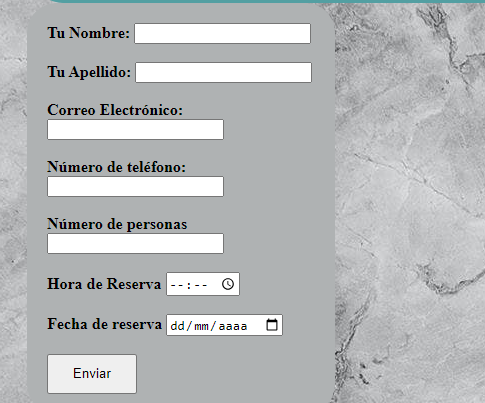 Tu Nombre:
Tu Apellido:
Correo Electrónico:
Número de teléfono:
Número de personas
Hora de Reserva --:--
Fecha de reserva dd/mm/aaaa
Enviar